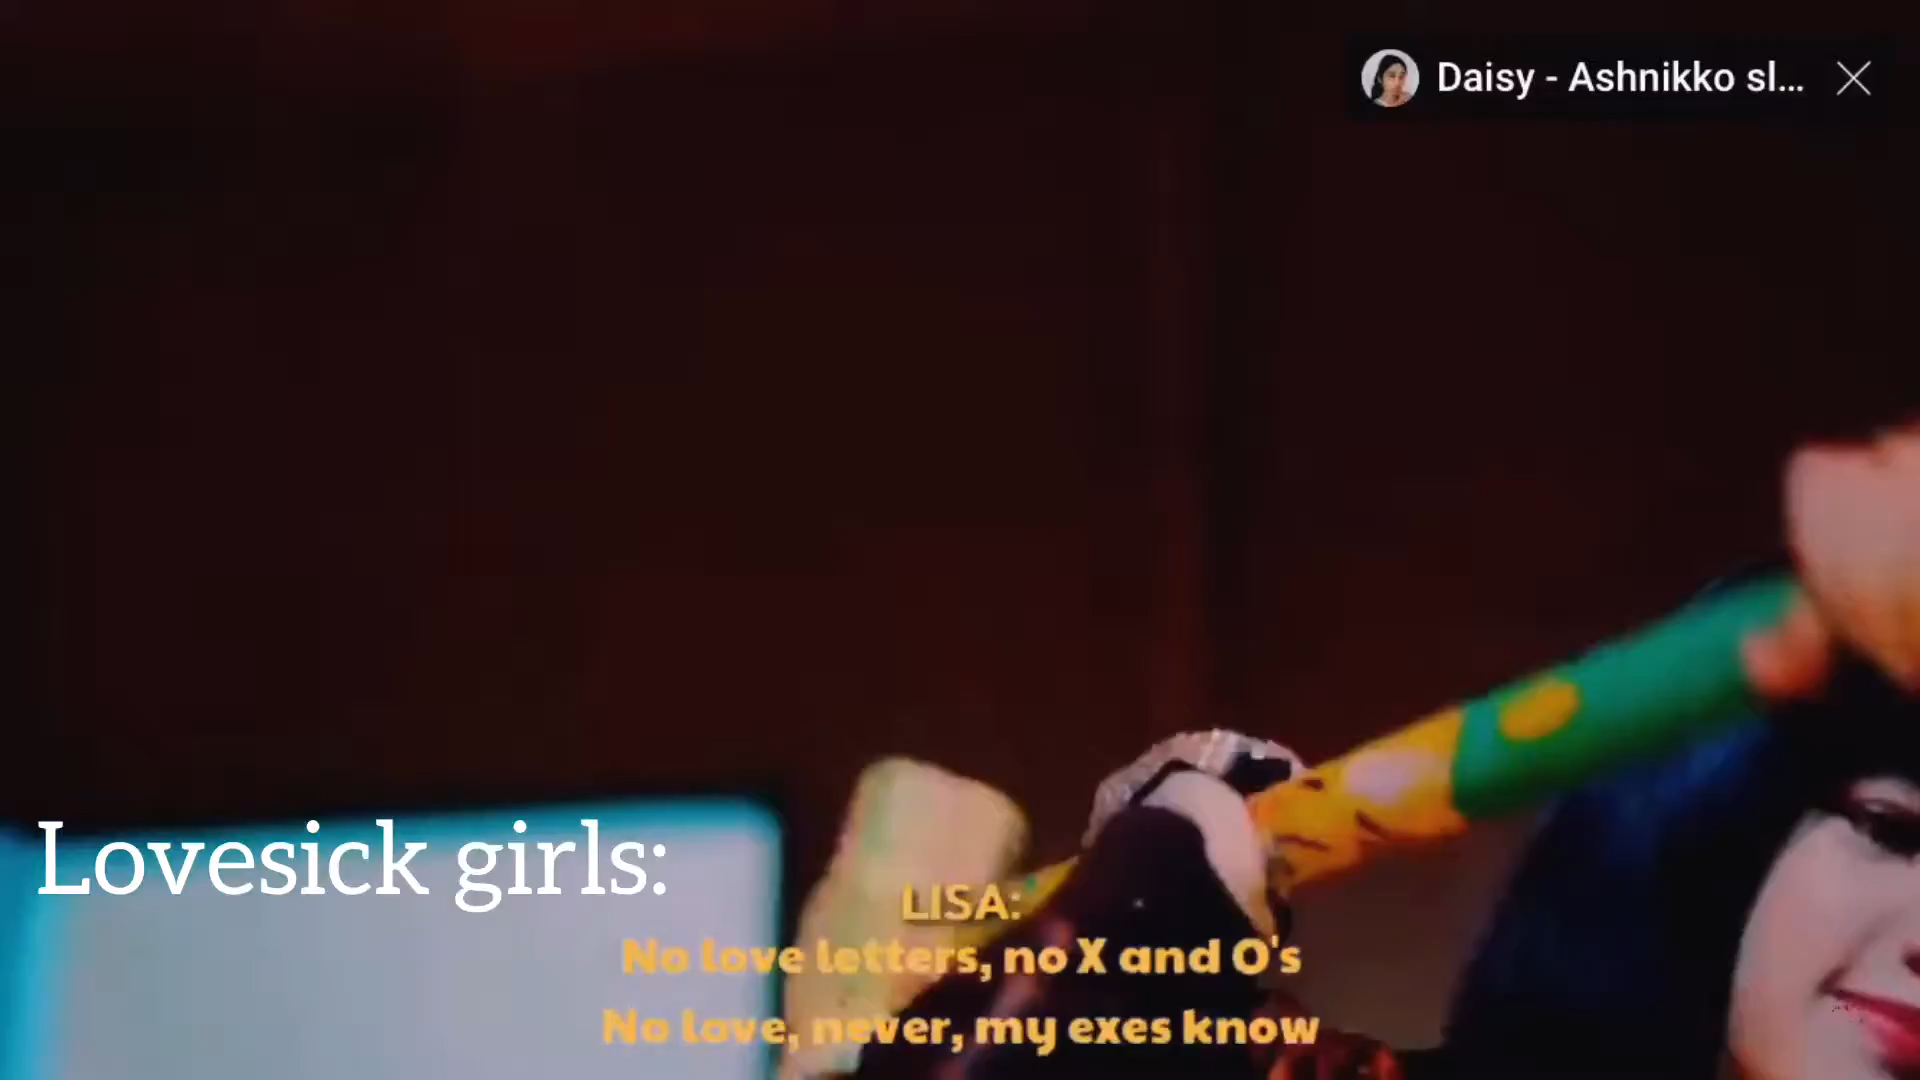 Daisy - Ashnikko sl...
Lovesick girls:
LISA:
No love letters, no X and O's
No love, never, my exes know